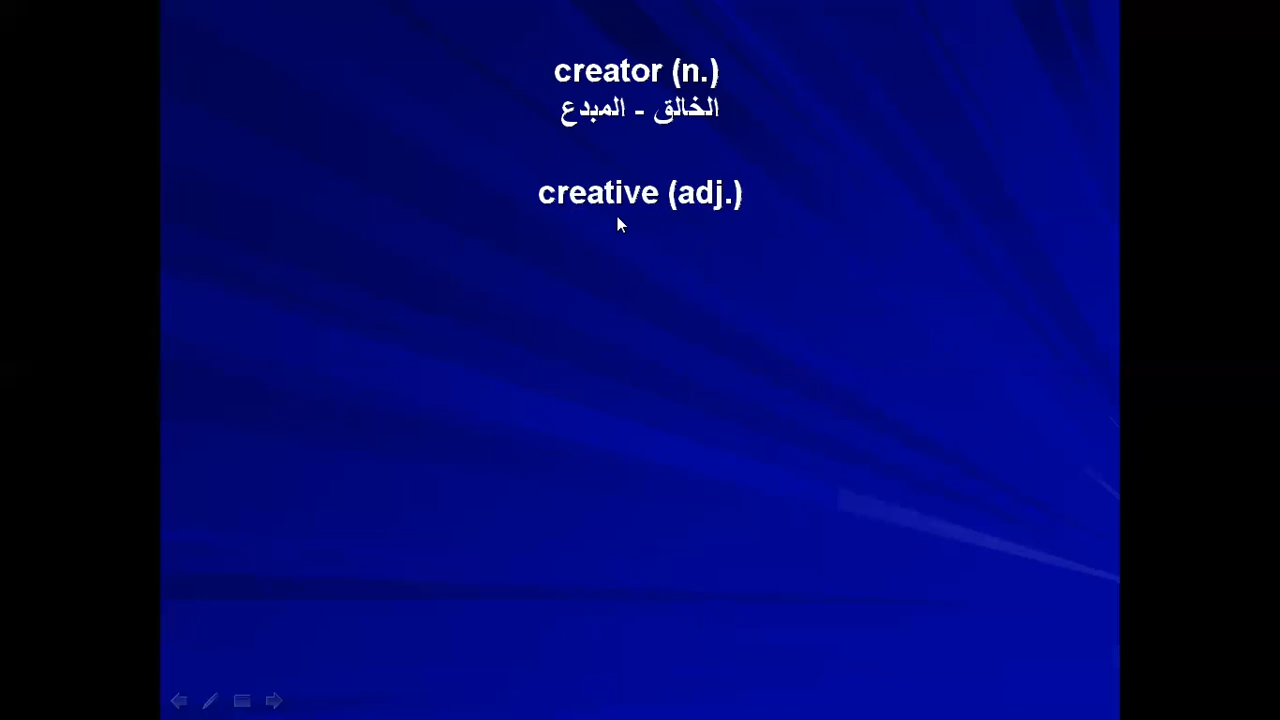 creator (n.)
الخالق - المبدع
creative (adj.)